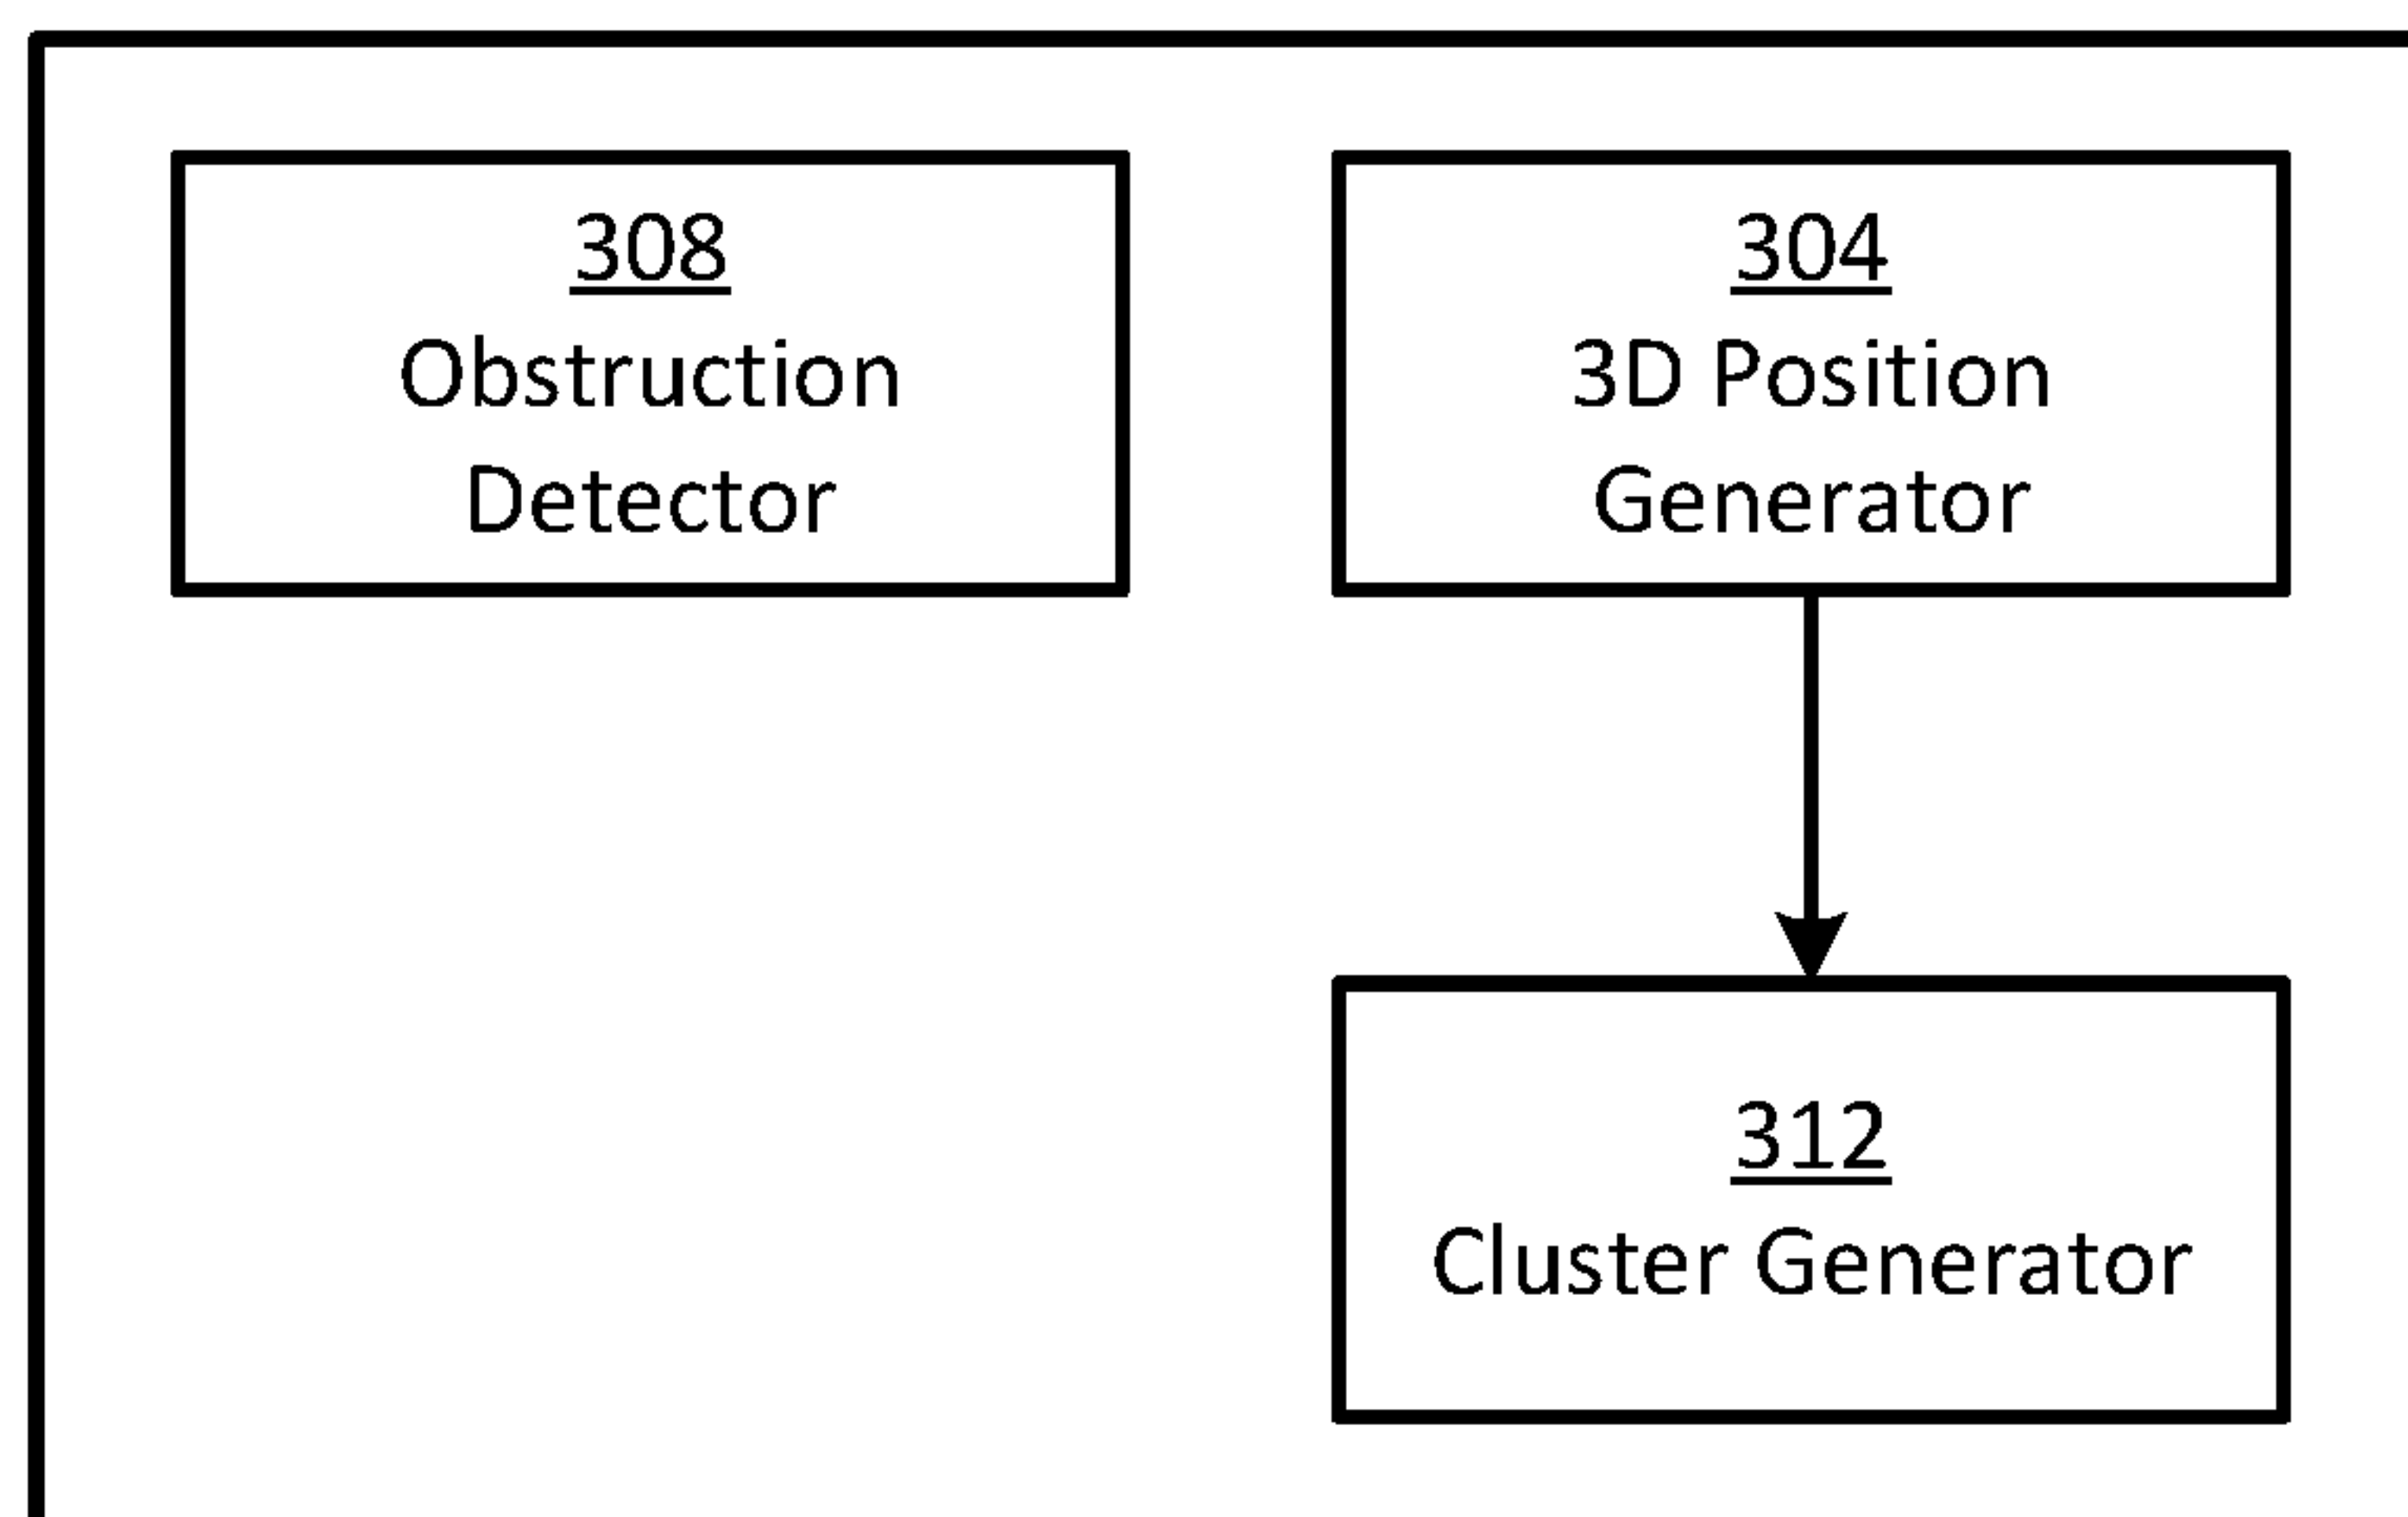 308
Obstruction
Detector
304
3D Position
Generator
312
Cluster Generator